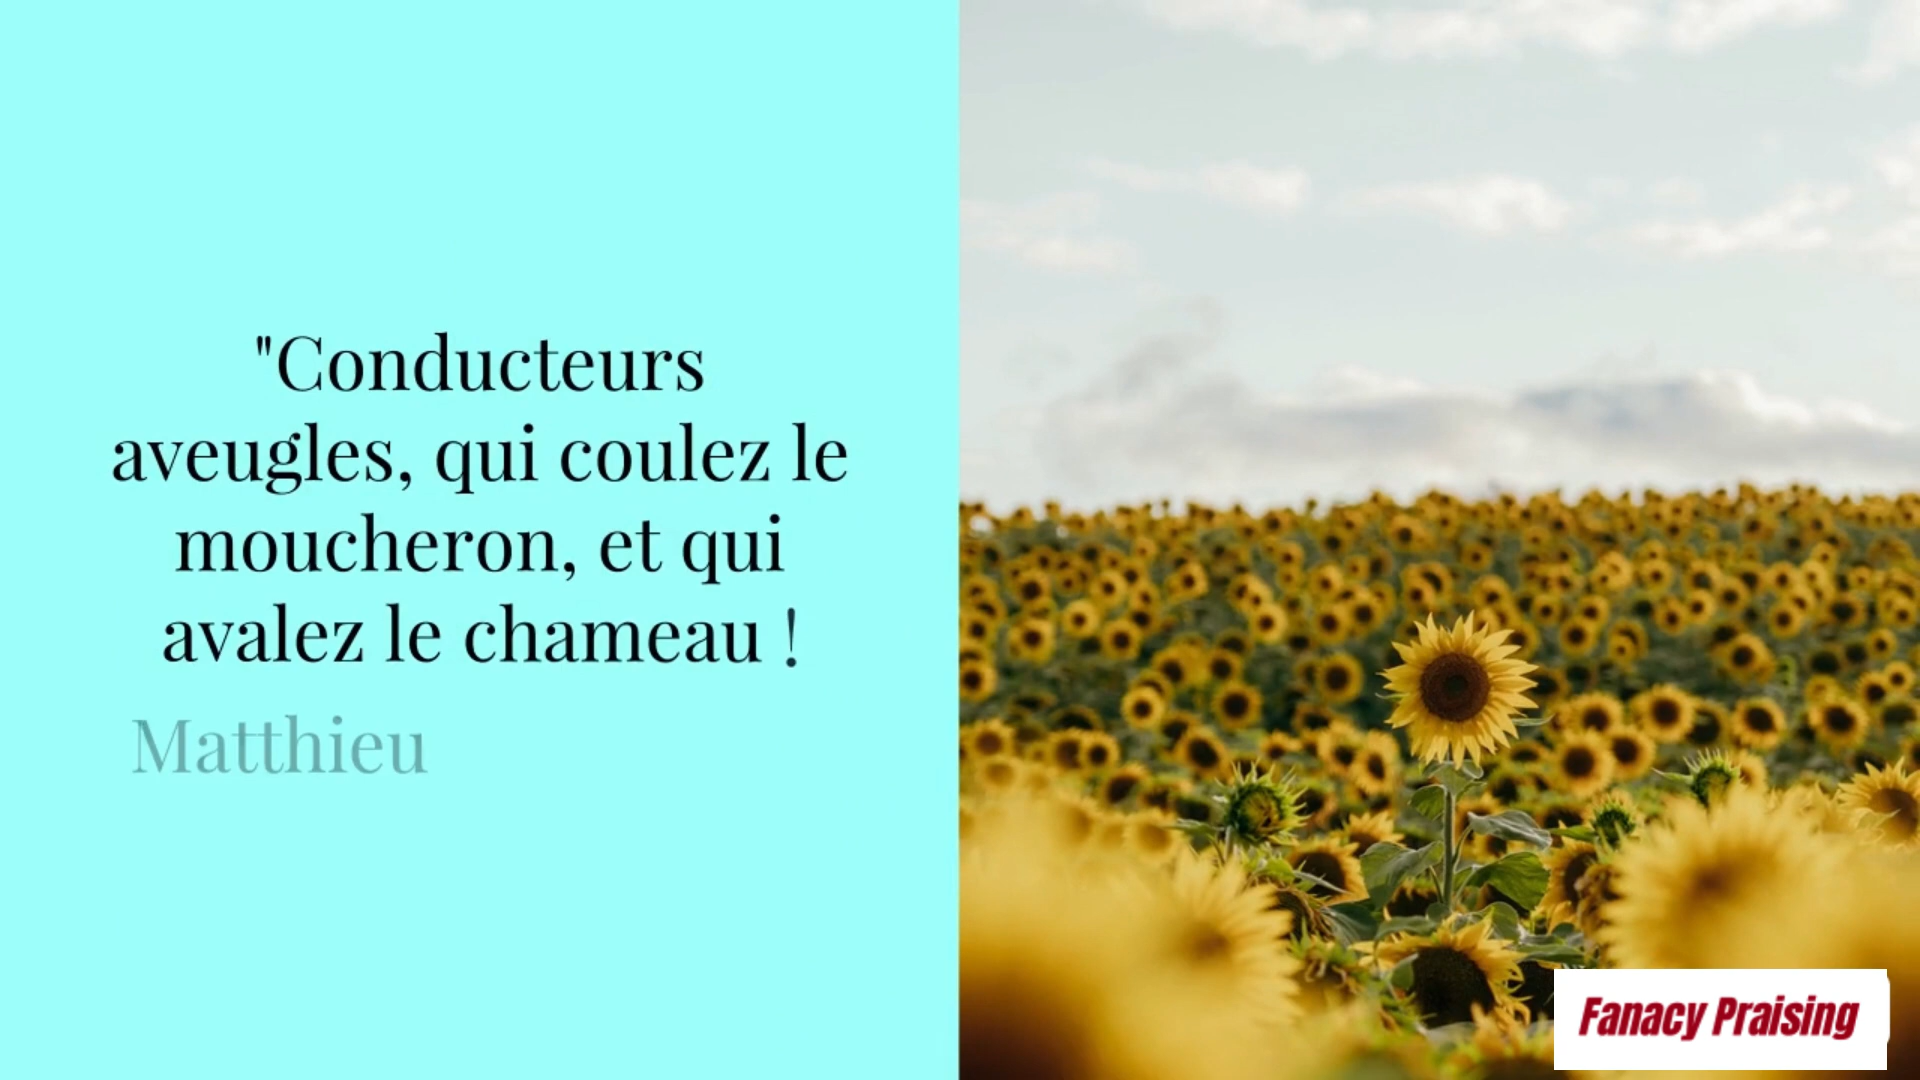 "Conducteurs
aveugles, qui coulez le
moucheron, et qui
avalez le chameau !
Matthieu
Fanacy Praising